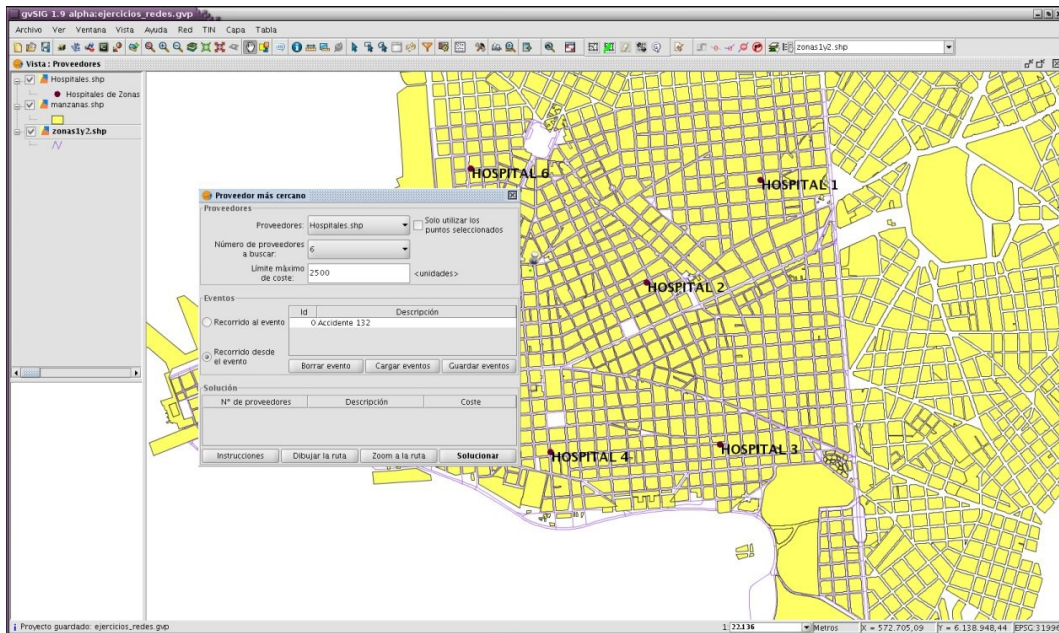 gvSIG 1.9 alpha:ejercicios_redes.gvp
Archivo Ver Ventana Vista Ayuda Red TIN Capa Tabla
zonas1y2.shp
Vista : Proveedores
Hospitales.shp
Hospitales de Zonas
manzanas.shp
zonas1y2.shp
HOSPITAL 6
HOSPITAL 1
HOSPITAL 2
HOSPITAL 3
HOSPITAL 4
Proveedor más cercano
Proveedores
Proveedores: Hospitales.shp
Solo utilizar los
puntos seleccionados
Número de proveedores
a buscar: 6
Límite máximo
de coste: 2500 <unidades>
Eventos
Id Descripción
0 Accidente 132
Recorrido al evento
Recorrido desde
el evento
Borrar evento Cargar eventos Guardar eventos
Solución
N° de proveedores Descripción Coste
Instrucciones Dibujar la ruta Zoom a la ruta Solucionar
Proyecto guardado: ejercicios_redes.gvp
1: 22.136 Metros X = 572.705,09 Y = 6.138.948,44 EPSG:31996